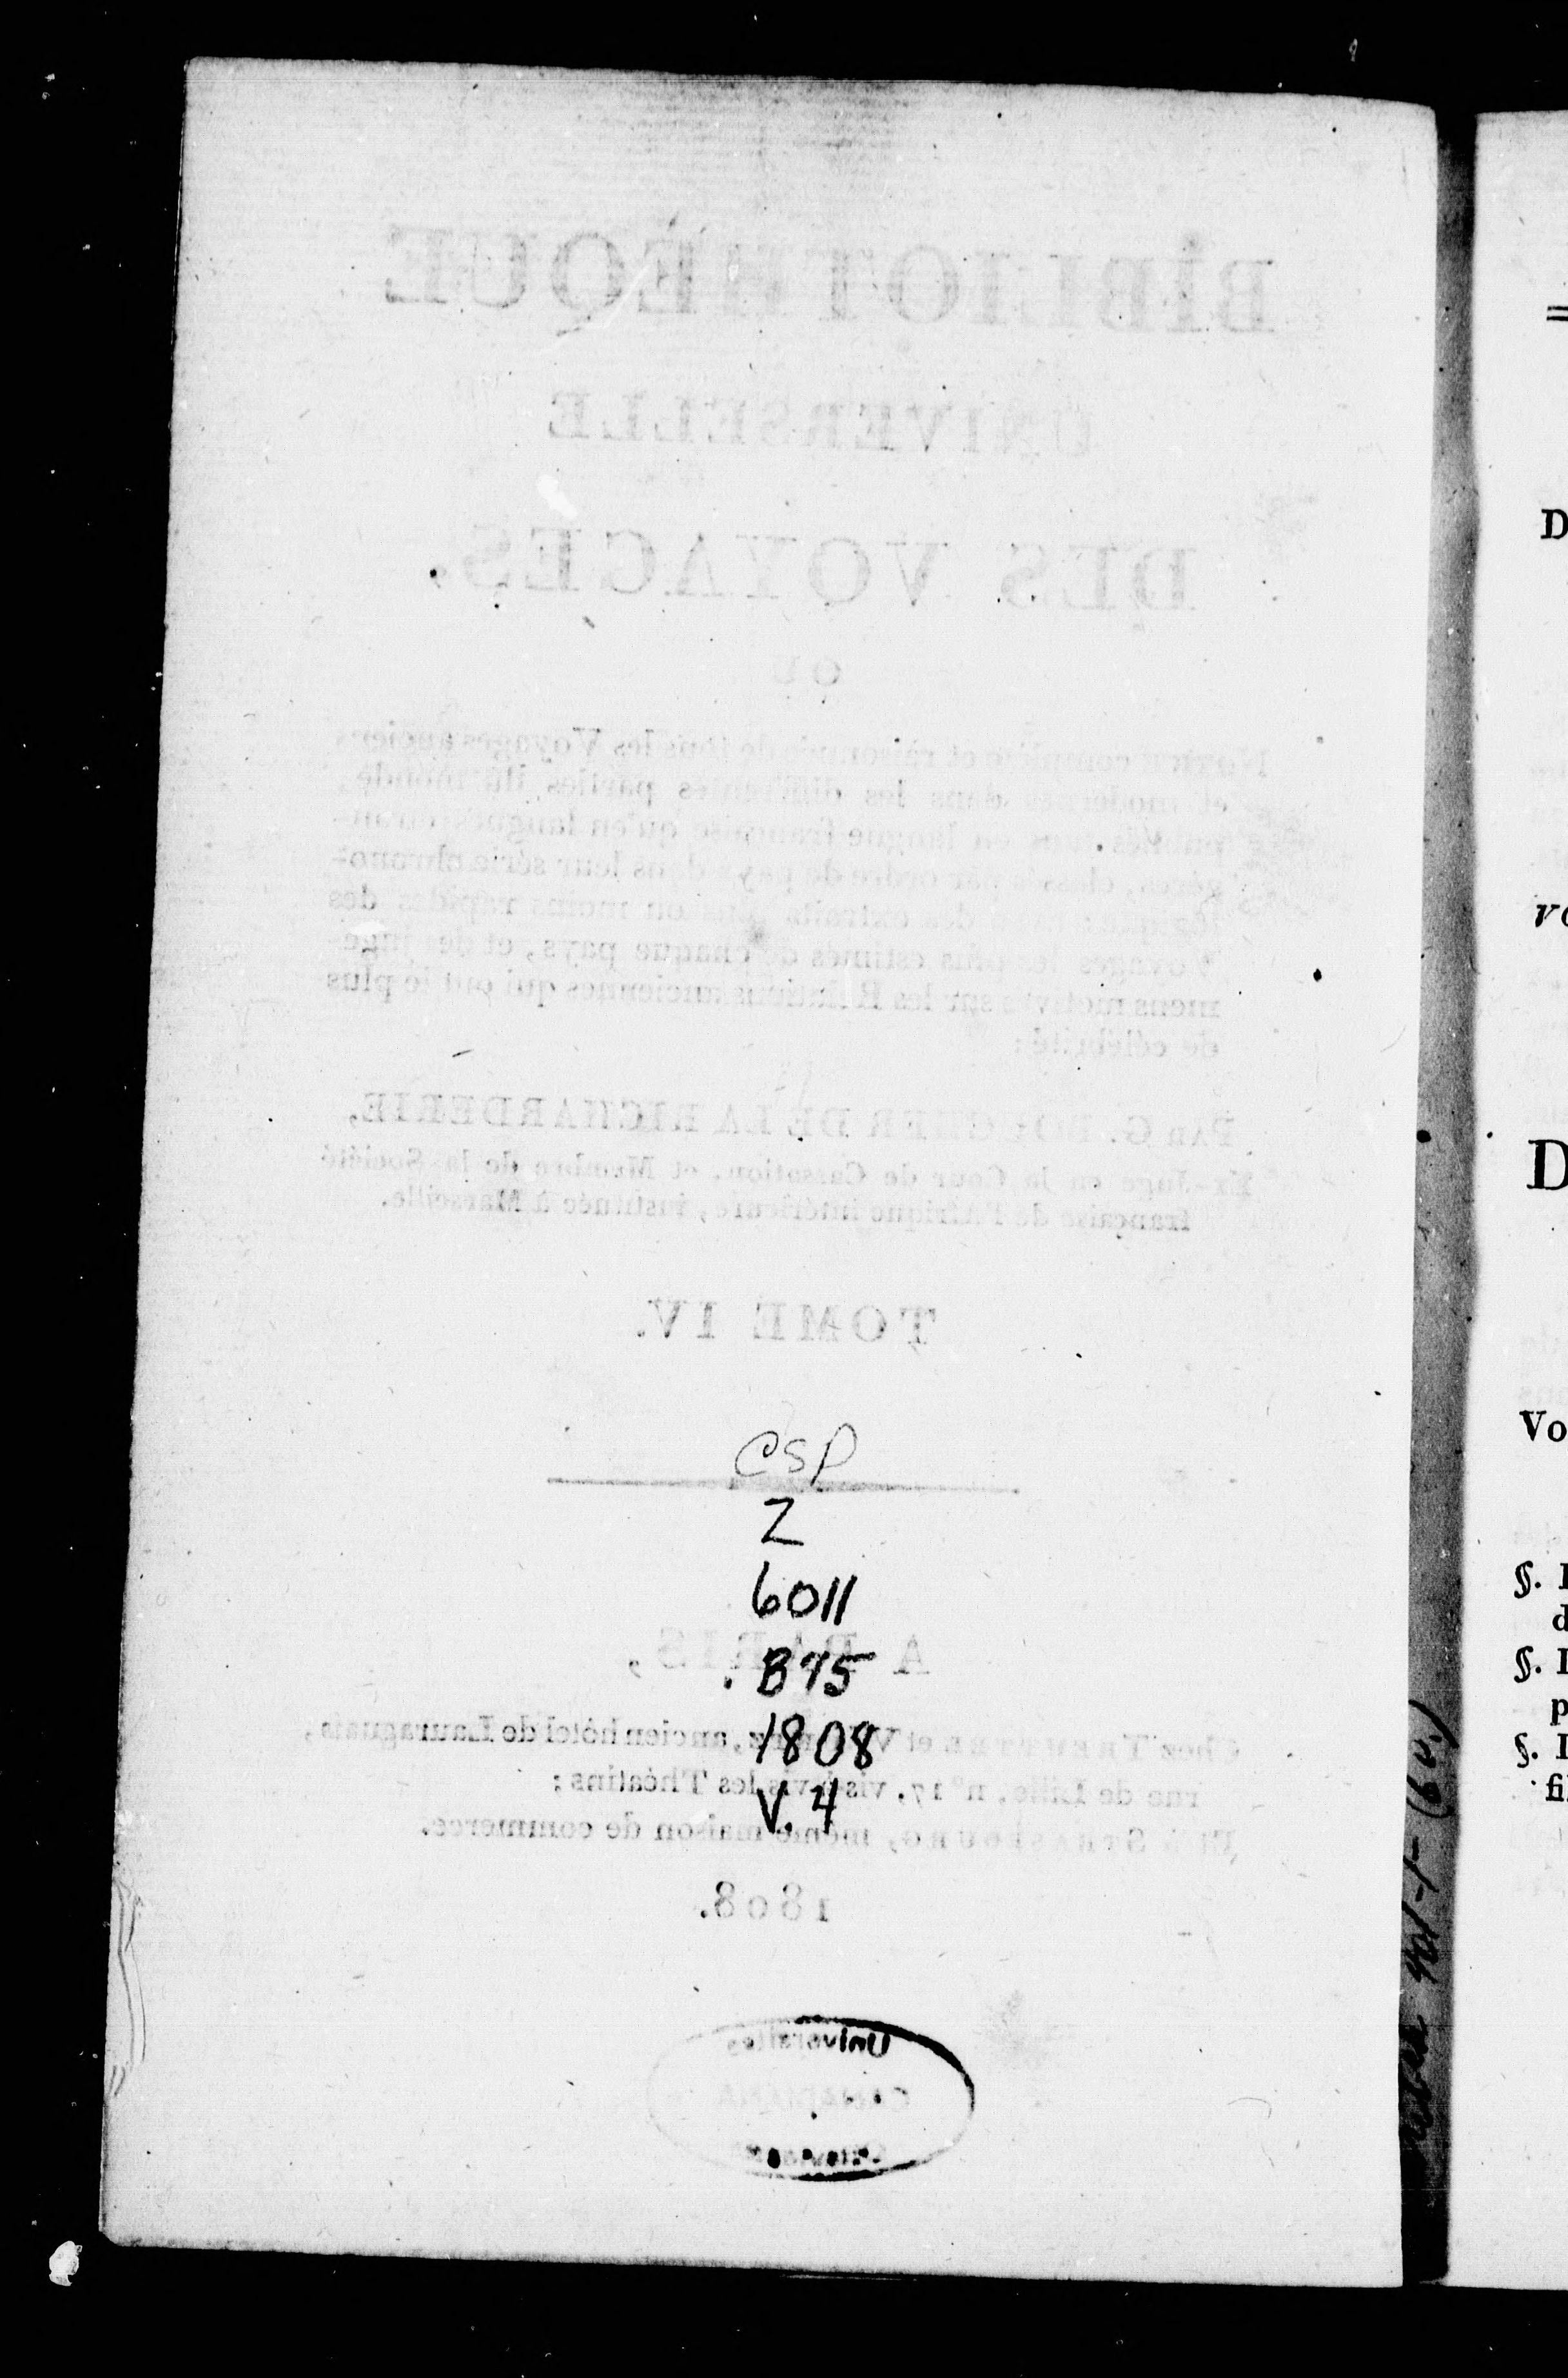 BIBLIOTHÈQUE
UNIVERSELLE
DES VOYAGES,
OU
Notice complète et raisonnée de tous les Voyages anciens
et modernes dans les différentes parties du monde,
publiés tant en langue française qu'en langues étran-
gères, classés par ordre de pays dans leur série chrono-
logique; avec des extraits plus ou moins rapides des
Voyages les plus estimés de chaque pays, et des juge-
mens motivés sur les Relations anciennes qui ont le plus
de célébrité:
PAR G. BOUCHER DE LA RICHARDERIE,
Ex-Juge en la Cour de Cassation, et Membre de la Société
française de l'Afrique intérieure, instituée à Marseille.
TOME IV.
CSP
Z
6011
A PARIS,
.B75
Chez TREUTTEL et WÜRTZ, ancien hôtel de Lauraguais,
1808
rue de Lille, n° 17, vis-à-vis les Théatins;
V.4
Et à STRASBOURG, même maison de commerce.
1808.
401-1-(6v.)
D
vo
D
Vo
§. I
d
§. I
p
§. I
fi